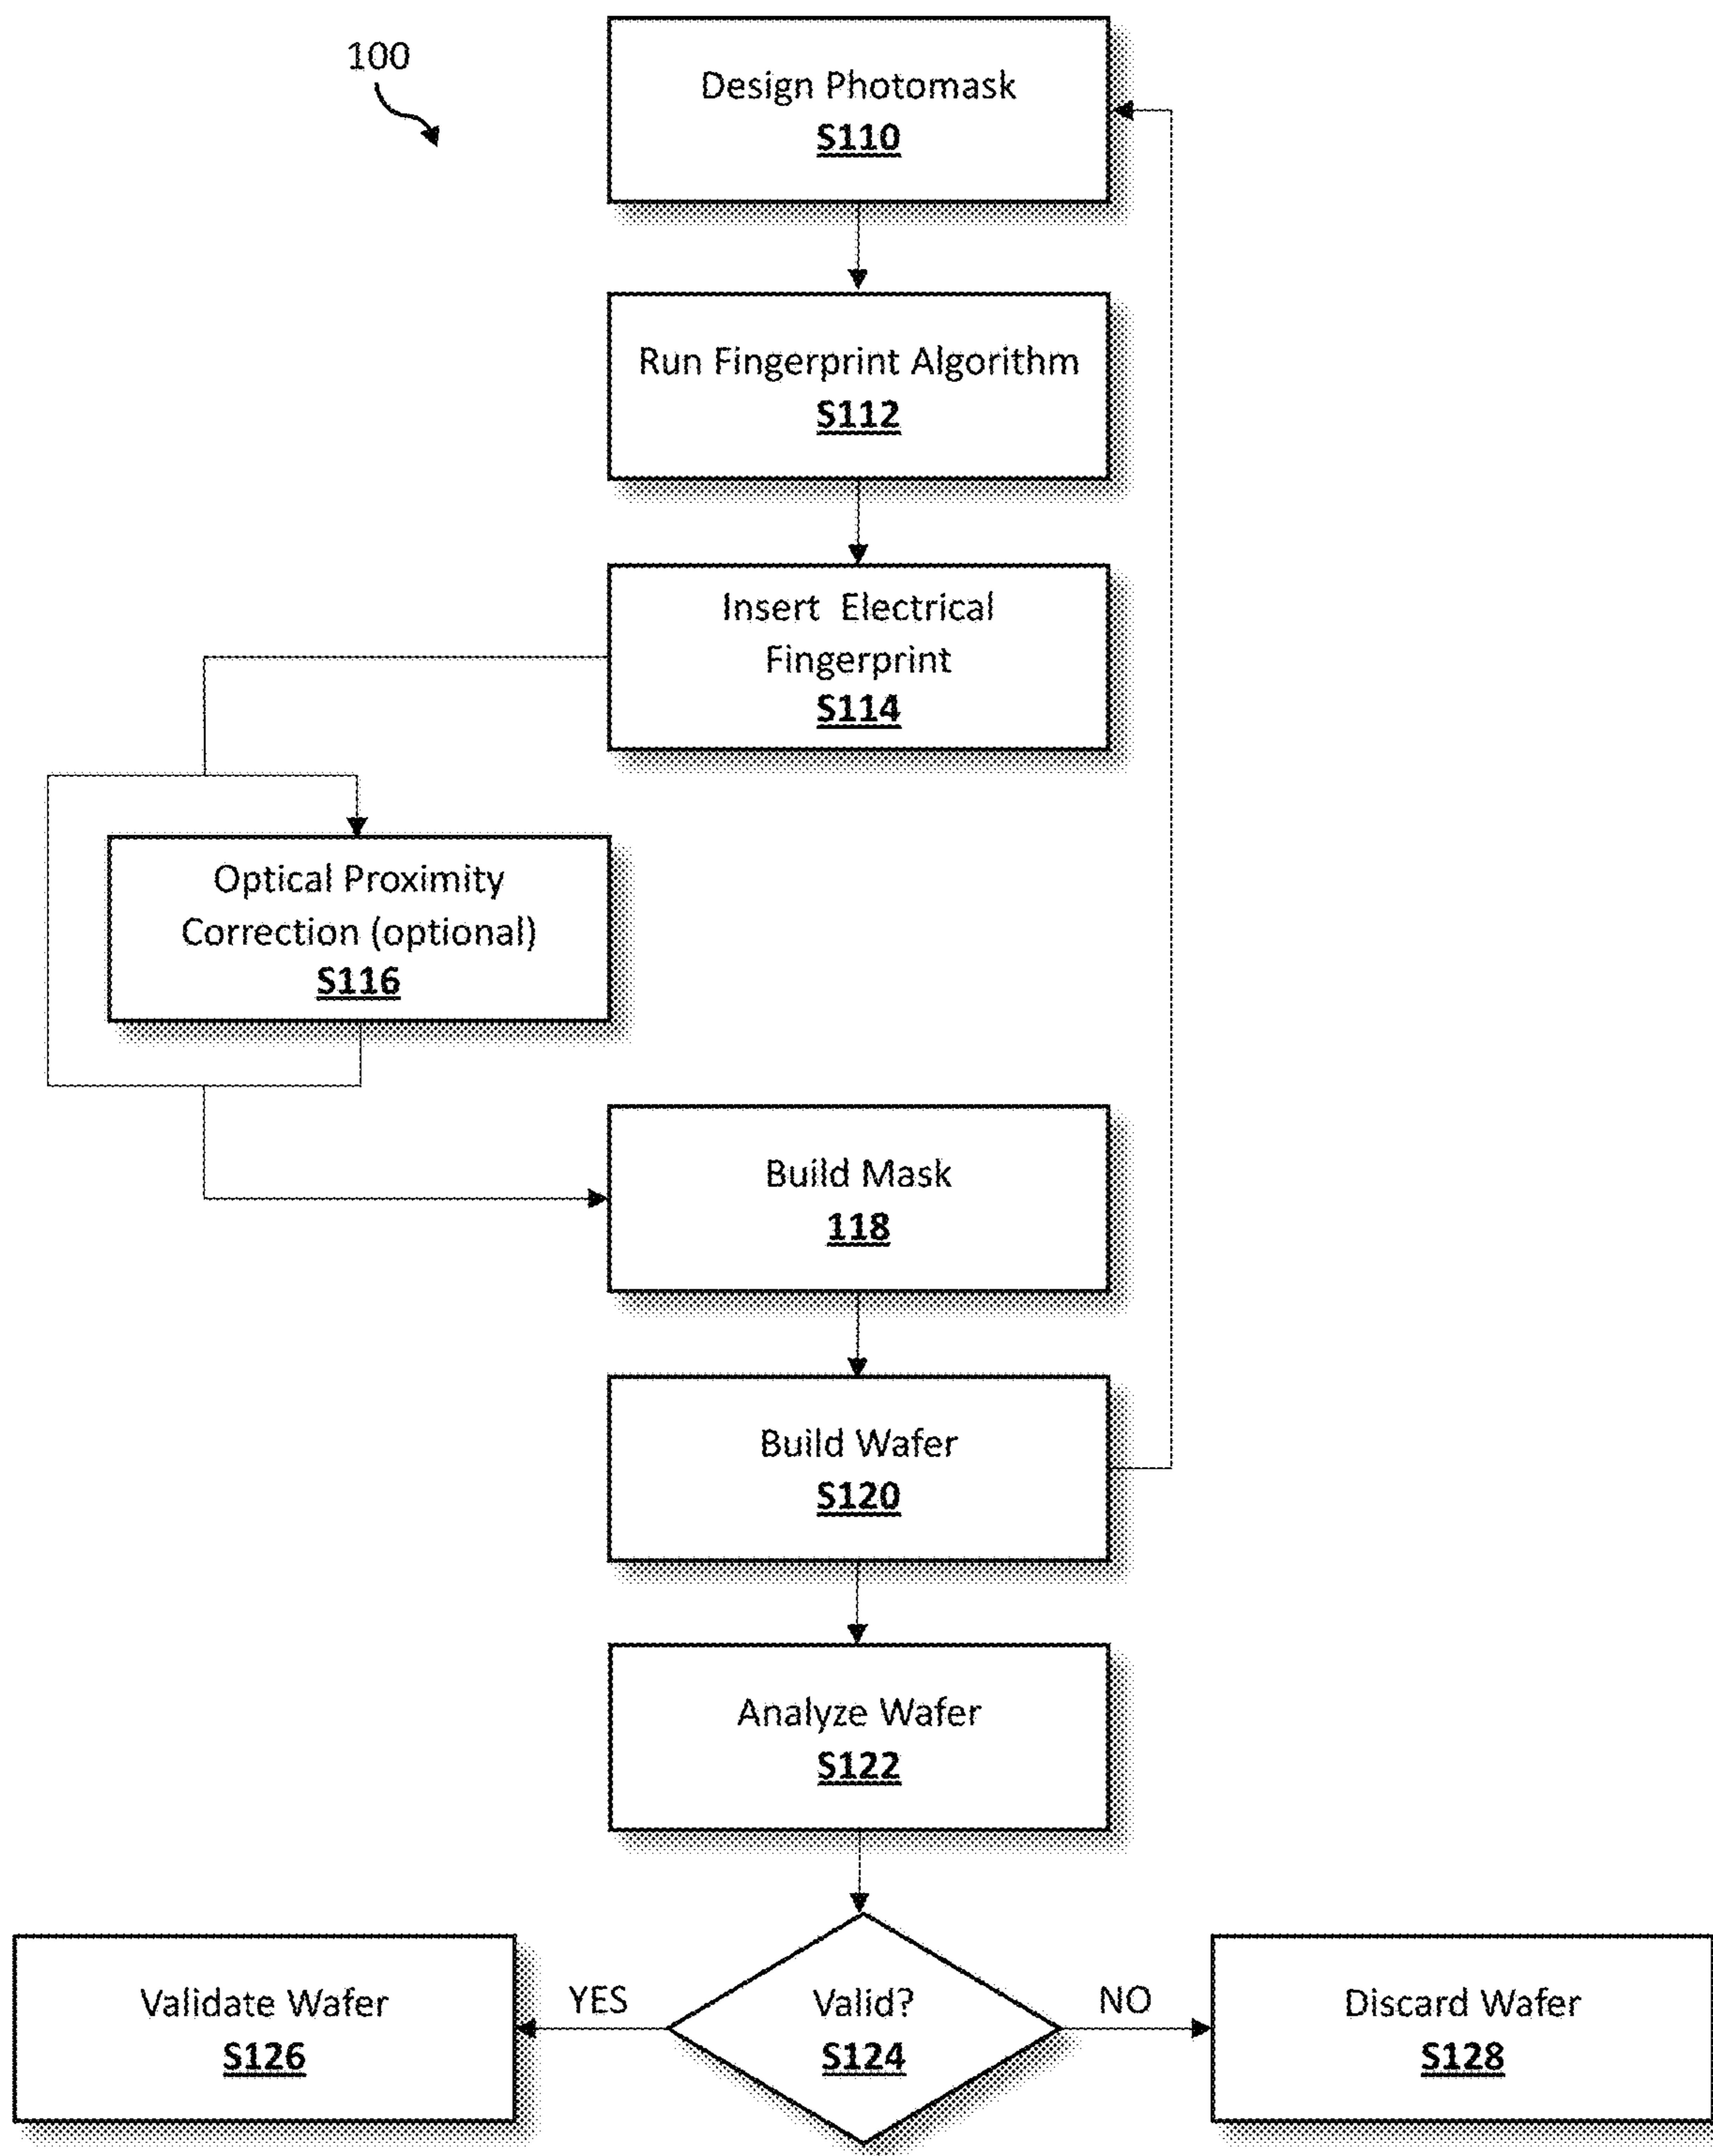 100
Design Photomask
S110
Run Fingerprint Algorithm
S112
Insert Electrical
Fingerprint
S114
Optical Proximity
Correction (optional)
S116
Build Mask
118
Build Wafer
S120
Analyze Wafer
S122
Validate Wafer
S126
YES
Valid?
S124
NO
Discard Wafer
S128